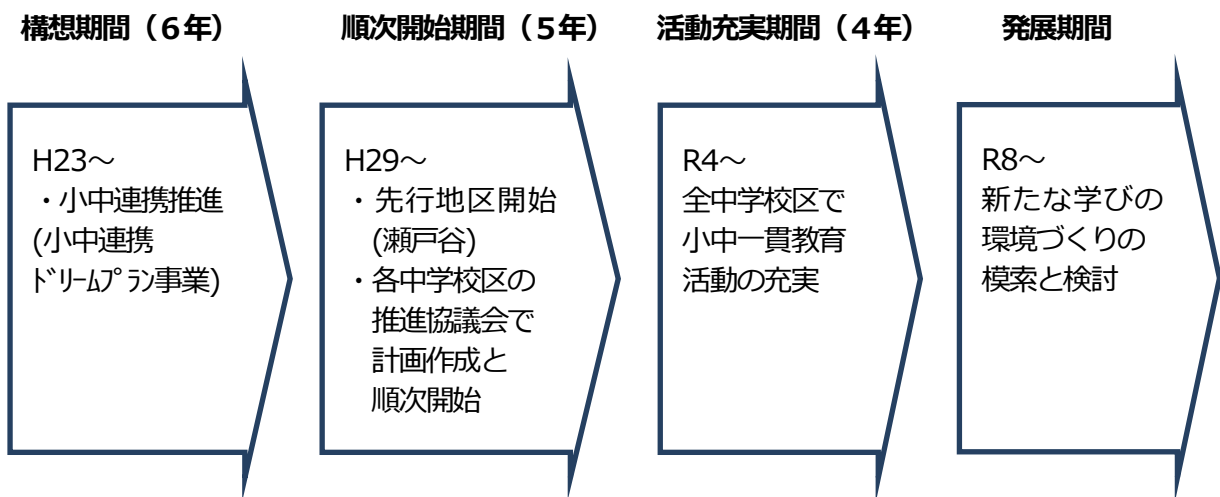 構想期間（6年）
H23～
・小中連携推進
(小中連携
ﾄﾞﾘｰﾑﾌﾟﾗﾝ事業)
順次開始期間（5年）
H29～
・先行地区開始
(瀬戸谷)
・各中学校区の
推進協議会で
計画作成と
順次開始
活動充実期間（4年）
R4～
全中学校区で
小中一貫教育
活動の充実
発展期間
R8～
新たな学びの
環境づくりの
模索と検討